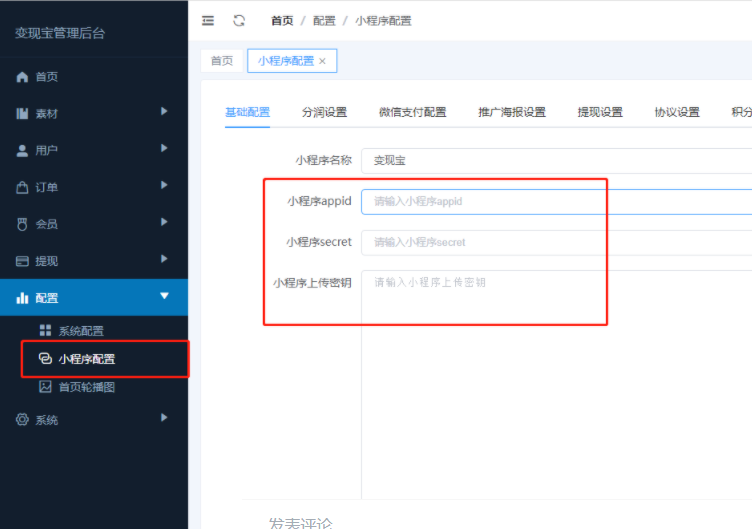 变现宝管理后台
首页 / 配置 / 小程序配置
首页
素材
用户
订单
会员
提现
配置
系统配置
小程序配置
首页轮播图
系统
首页 小程序配置 ×
基础配置 分润设置 微信支付配置 推广海报设置 提现设置 协议设置 积分
小程序名称 变现宝
小程序appid 请输入小程序appid
小程序secret 请输入小程序secret
小程序上传密钥 请输入小程序上传密钥
发表评论